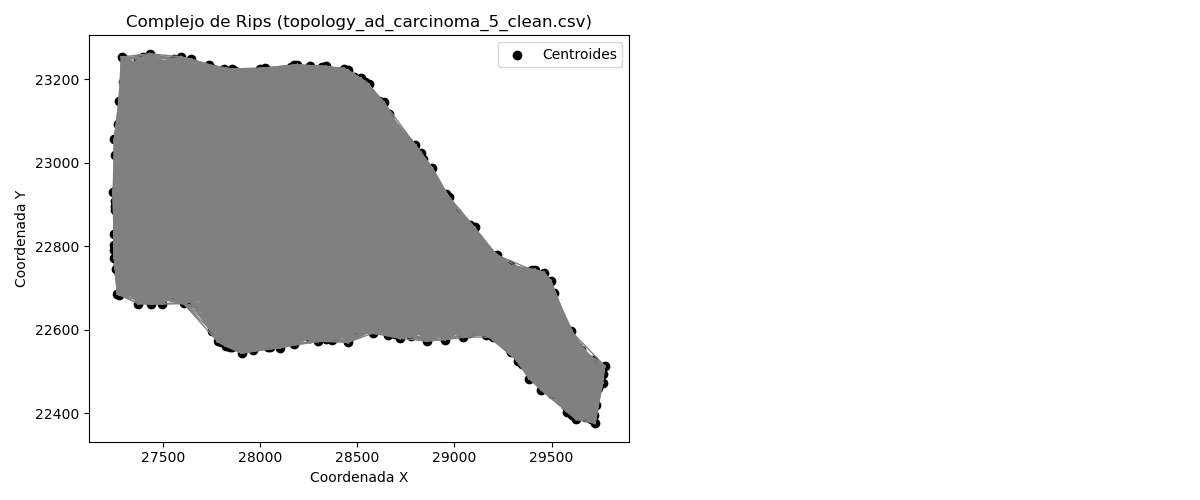 Complejo de Rips (topology_ad_carcinoma_5_clean.csv)
Centroides
23200
23000
22800
22600
22400
Coordenada Y
27500 28000 28500 29000 29500
Coordenada X